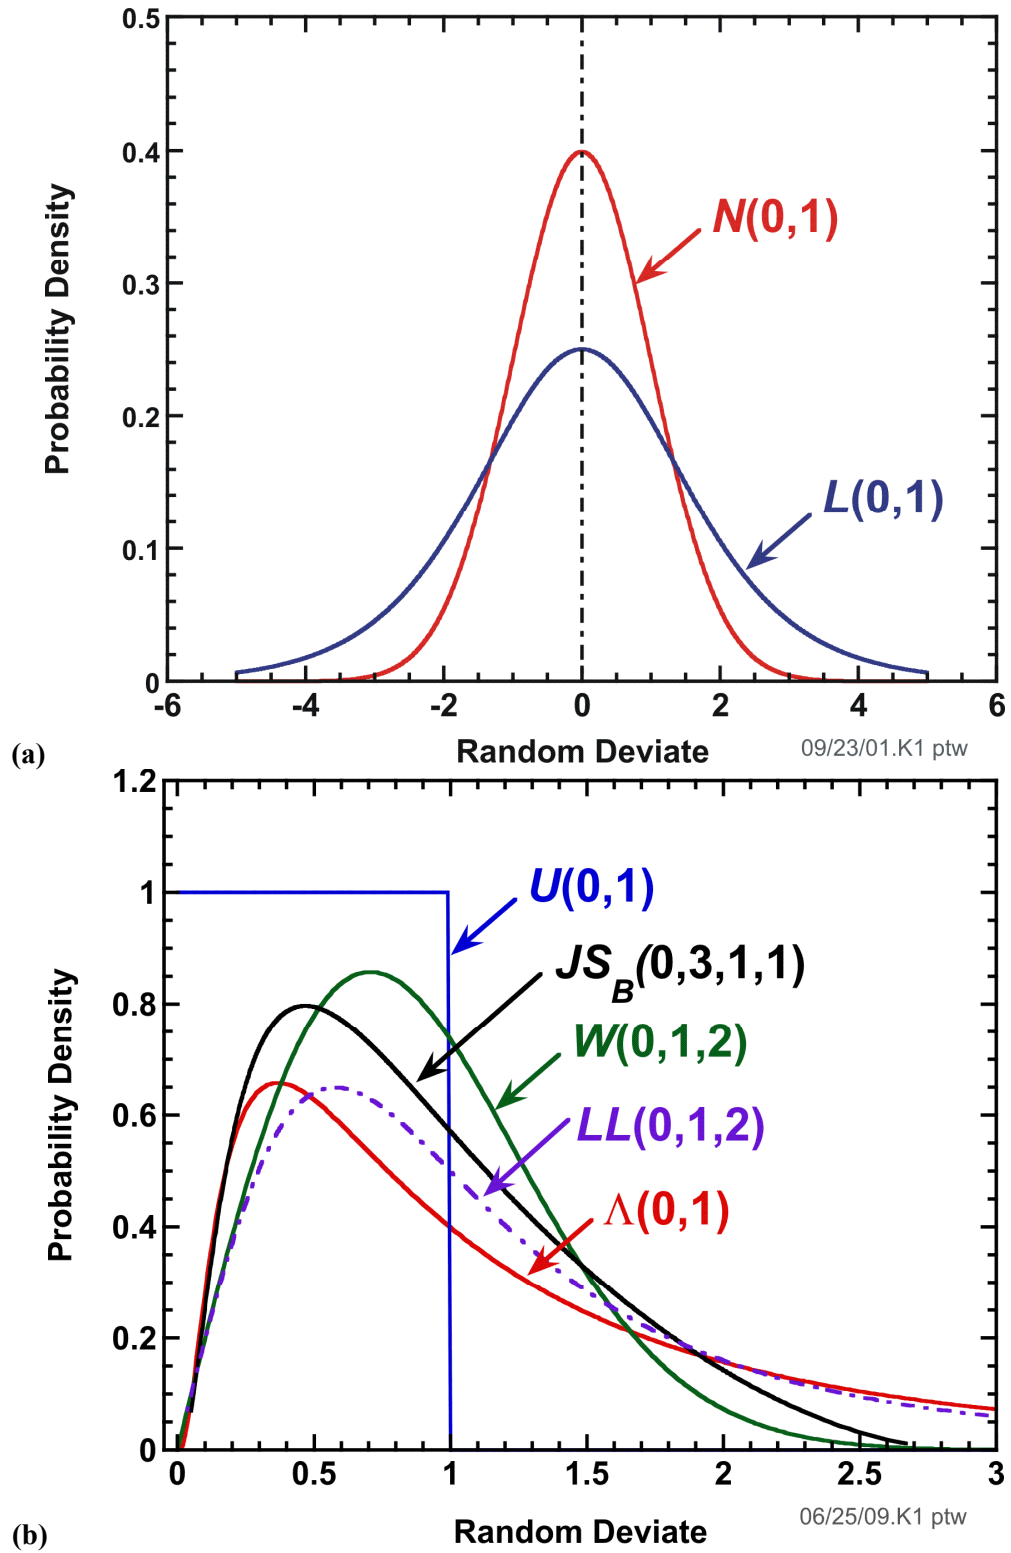 0.5
0.4
0.3
0.2
0.1
0
Probability Density
N(0,1)
L(0,1)
-6 -4 -2 0 2 4 6
Random Deviate
09/23/01.K1 ptw
(a)
1.2
1
0.8
0.6
0.4
0.2
0
Probability Density
U(0,1)
JS_B(0,3,1,1)
W(0,1,2)
LL(0,1,2)
Λ(0,1)
0 0.5 1 1.5 2 2.5 3
Random Deviate
06/25/09.K1 ptw
(b)